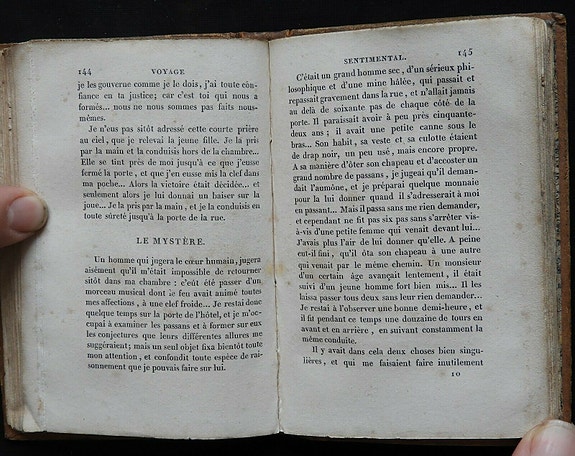 144 VOYAGE
je les gouverne comme je le dois, j'ai toute con-
fiance en ta justice; car c'est toi qui nous a
formés... nous ne nous sommes pas faits nous-
mêmes.
Je n'eus pas sitôt adressé cette courte prière
au ciel, que je relevai la jeune fille. Je la pris
par la main et la conduisis hors de la chambre...
Elle se tint près de moi jusqu'à ce que j'eusse
fermé la porte, et que j'en eusse mis la clef dans
ma poche... Alors la victoire était décidée... et
seulement alors je lui donnai un baiser sur la
joue... Je la pris par la main, et je la conduisis en
toute sûreté jusqu'à la porte de la rue.
LE MYSTÈRE.
Un homme qui jugera le cœur humain, jugera
aisément qu'il m'était impossible de retourner
sitôt dans ma chambre : c'eût été passer d'un
morceau musical dont le feu avait animé toutes
mes affections, à une clef froide... Je restai donc
quelque temps sur la porte de l'hôtel, et je m'oc-
cupai à examiner les passans et à former sur eux
les conjectures que leurs différentes allures me
suggéraient; mais un seul objet fixa bientôt toute
mon attention, et confondit toute espèce de rai-
sonnement que je pouvais faire sur lui.
SENTIMENTAL. 145
C'était un grand homme sec, d'un sérieux phi-
losophique et d'une mine hâlée, qui passait et
repassait gravement dans la rue, et n'allait jamais
au delà de soixante pas de chaque côté de la
porte. Il paraissait avoir à peu près cinquante-
deux ans; il avait une petite canne sous le
bras... Son habit, sa veste et sa culotte étaient
de drap noir, un peu usé, mais encore propre.
A sa manière d'ôter son chapeau et d'accoster un
grand nombre de passans, je jugeai qu'il deman-
dait l'aumône, et je préparai quelque monnaie
pour la lui donner quand il s'adresserait à moi
en passant... Mais il passa sans me rien demander,
et cependant ne fit pas six pas sans s'arrêter vis-
à-vis d'une petite femme qui venait devant lui...
J'avais plus l'air de lui donner qu'elle. A peine
eut-il fini, qu'il ôta son chapeau à une autre
qui venait par le même chemin. Un monsieur
d'un certain âge avançait lentement, il était
suivi d'un jeune homme fort bien mis... Il les
laissa passer tous deux sans leur rien demander...
Je restai à l'observer une bonne demi-heure, et
il fit pendant ce temps une douzaine de tours en
avant et en arrière, en suivant constamment la
même conduite.
Il y avait dans cela deux choses bien singu-
lières, et qui me faisaient faire inutilement
10